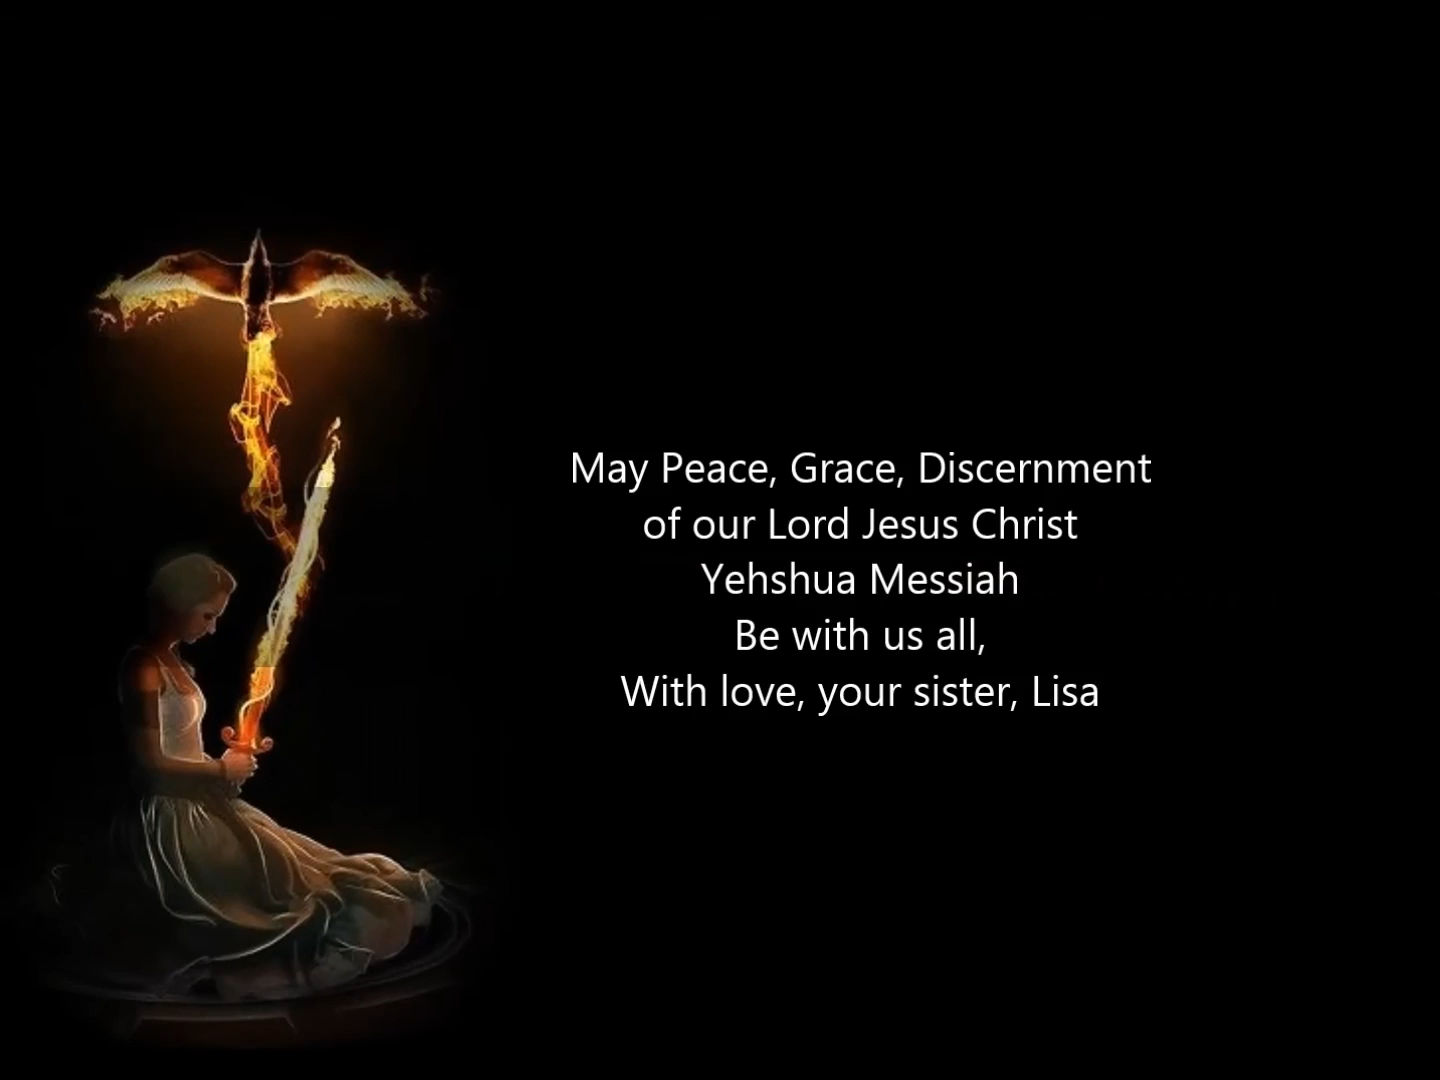 May Peace, Grace, Discernment
of our Lord Jesus Christ
Yehshua Messiah
Be with us all,
With love, your sister, Lisa